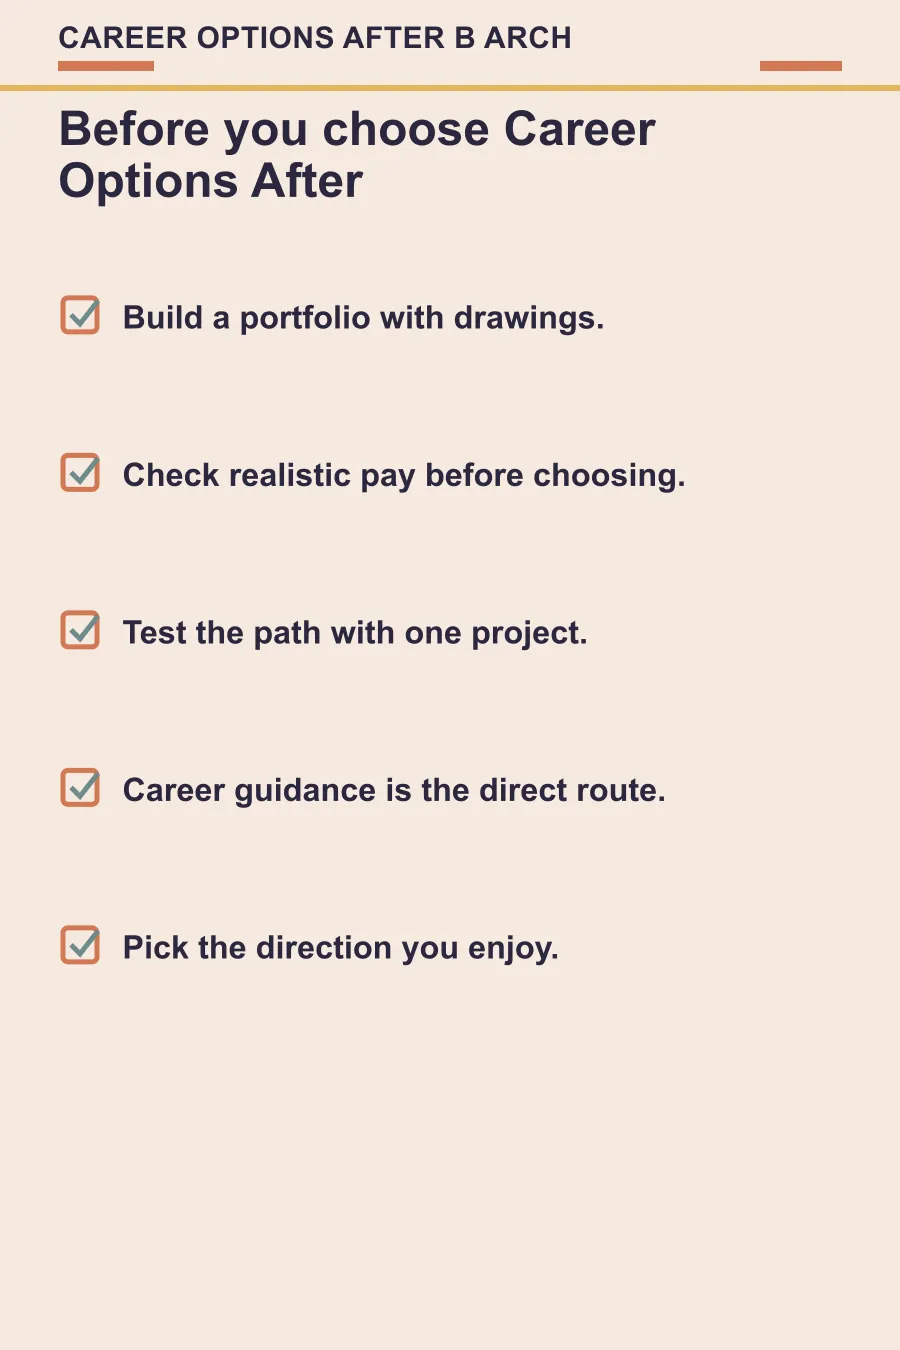 CAREER OPTIONS AFTER B ARCH
Before you choose Career
Options After
Build a portfolio with drawings.
Check realistic pay before choosing.
Test the path with one project.
Career guidance is the direct route.
Pick the direction you enjoy.